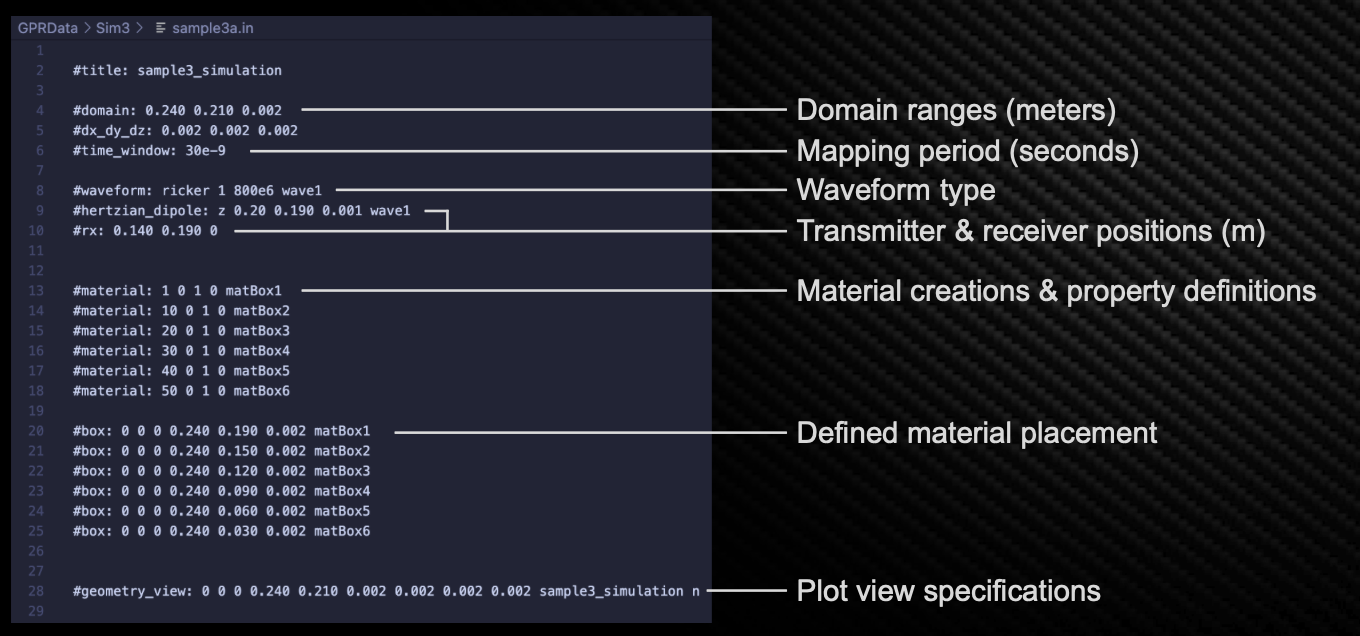 GPRData > Sim3 > sample3a.in
1
2 #title: sample3_simulation
3
4 #domain: 0.240 0.210 0.002 Domain ranges (meters)
5 #dx_dy_dz: 0.002 0.002 0.002
6 #time_window: 30e-9 Mapping period (seconds)
7
8 #waveform: ricker 1 800e6 wave1 Waveform type
9 #hertzian_dipole: z 0.20 0.190 0.001 wave1
10 #rx: 0.140 0.190 0 Transmitter & receiver positions (m)
11
12
13 #material: 1 0 1 0 matBox1 Material creations & property definitions
14 #material: 10 0 1 0 matBox2
15 #material: 20 0 1 0 matBox3
16 #material: 30 0 1 0 matBox4
17 #material: 40 0 1 0 matBox5
18 #material: 50 0 1 0 matBox6
19
20 #box: 0 0 0 0.240 0.190 0.002 matBox1 Defined material placement
21 #box: 0 0 0 0.240 0.150 0.002 matBox2
22 #box: 0 0 0 0.240 0.120 0.002 matBox3
23 #box: 0 0 0 0.240 0.090 0.002 matBox4
24 #box: 0 0 0 0.240 0.060 0.002 matBox5
25 #box: 0 0 0 0.240 0.030 0.002 matBox6
26
27
28 #geometry_view: 0 0 0 0.240 0.210 0.002 0.002 0.002 0.002 sample3_simulation n Plot view specifications
29